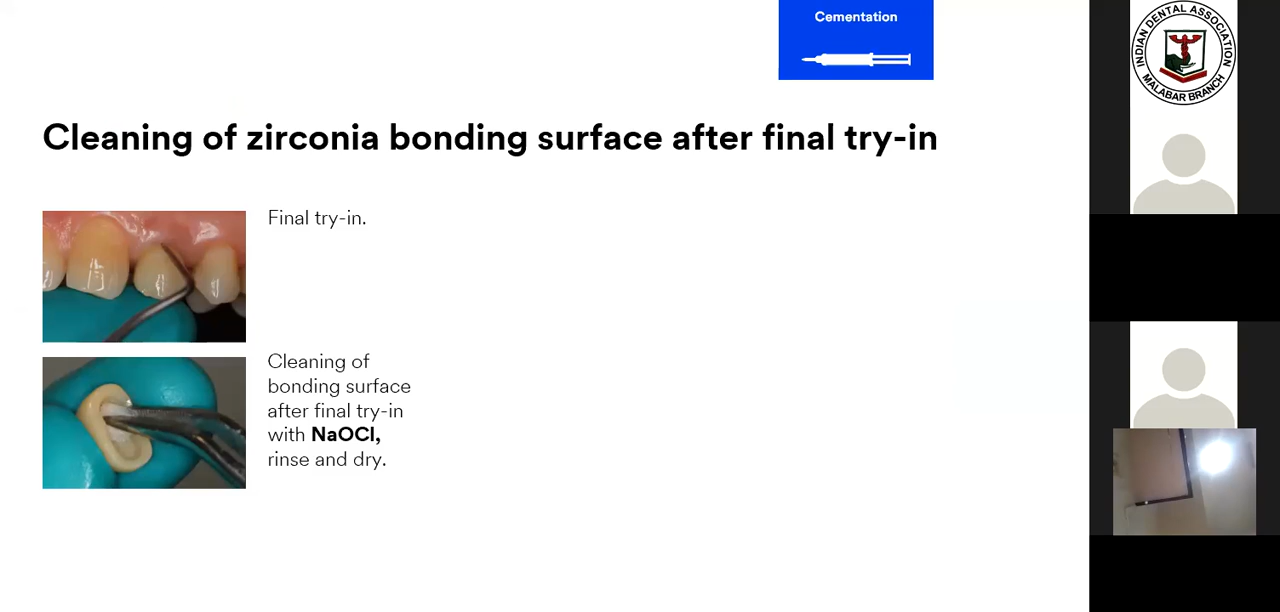 Cementation
Cleaning of zirconia bonding surface after final try-in
Final try-in.
Cleaning of
bonding surface
after final try-in
with NaOCl,
rinse and dry.
INDIAN DENTAL ASSOCIATION
MALABAR BRANCH